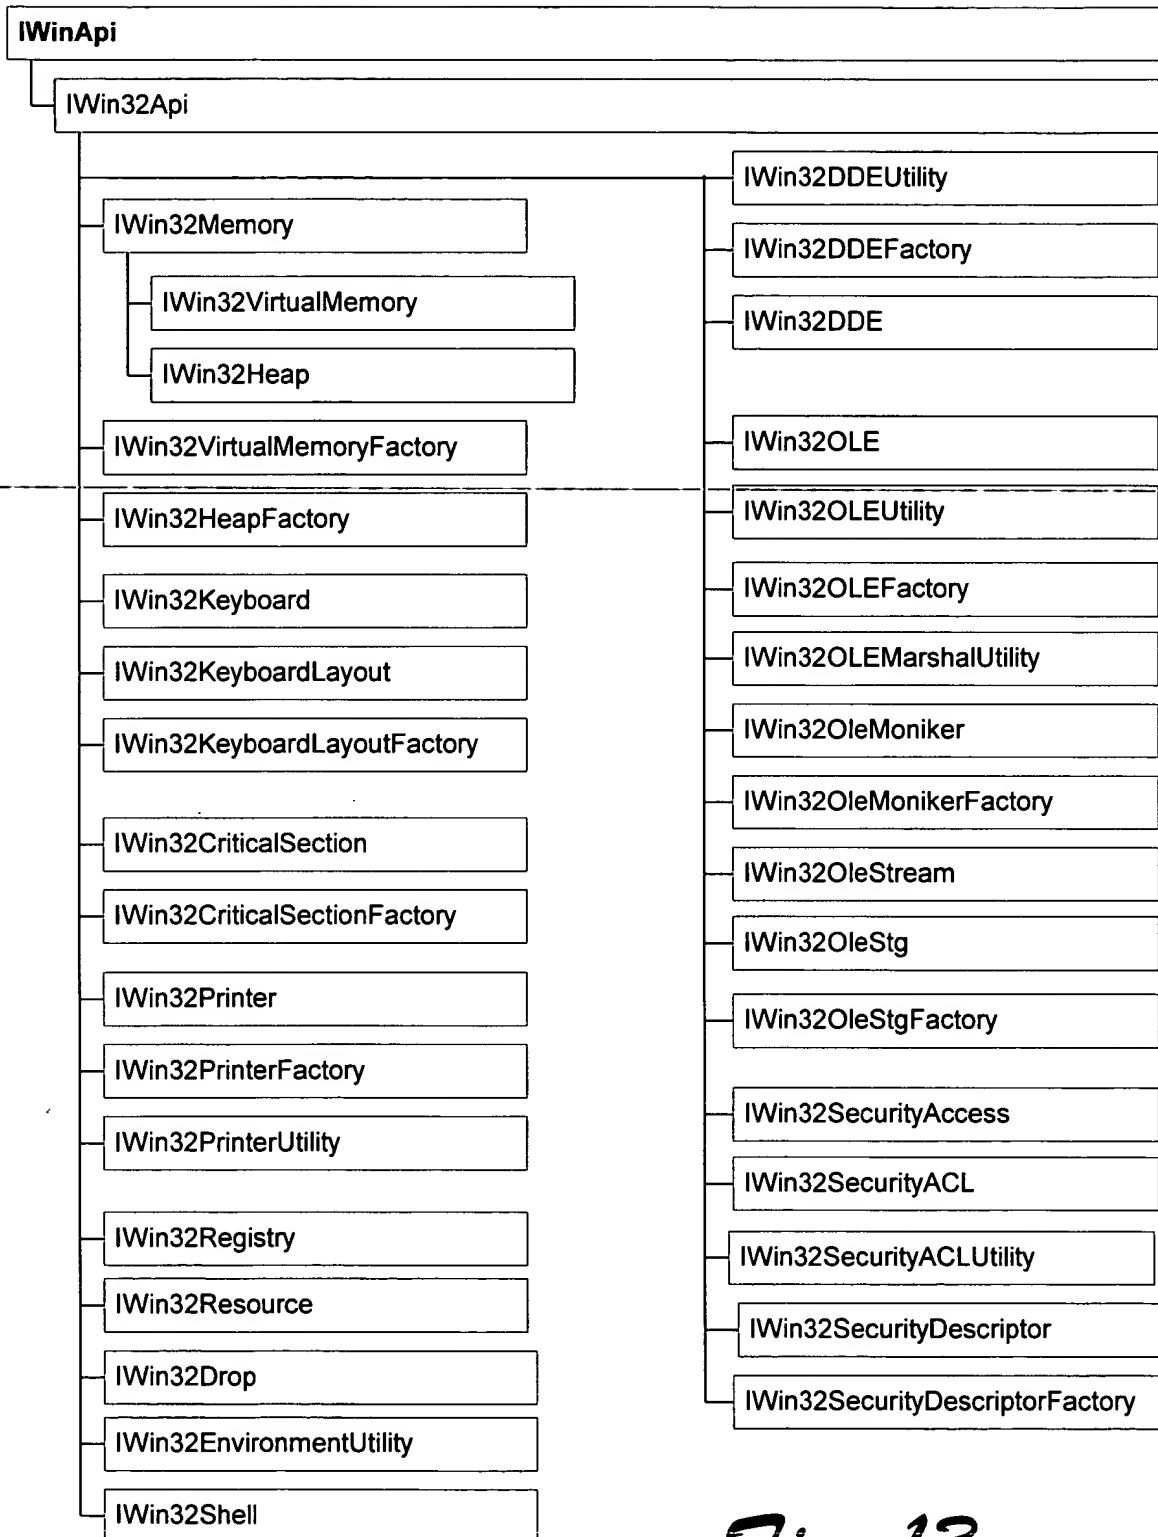 IWinApi
IWin32Api
IWin32Memory
IWin32VirtualMemory
IWin32Heap
IWin32VirtualMemoryFactory
IWin32HeapFactory
IWin32Keyboard
IWin32KeyboardLayout
IWin32KeyboardLayoutFactory
IWin32CriticalSection
IWin32CriticalSectionFactory
IWin32Printer
IWin32PrinterFactory
IWin32PrinterUtility
IWin32Registry
IWin32Resource
IWin32Drop
IWin32EnvironmentUtility
IWin32Shell
IWin32DDEUtility
IWin32DDEFactory
IWin32DDE
IWin32OLE
IWin32OLEUtility
IWin32OLEFactory
IWin32OLEMarshalUtility
IWin32OleMoniker
IWin32OleMonikerFactory
IWin32OleStream
IWin32OleStg
IWin32OleStgFactory
IWin32SecurityAccess
IWin32SecurityACL
IWin32SecurityACLUtility
IWin32SecurityDescriptor
IWin32SecurityDescriptorFactory